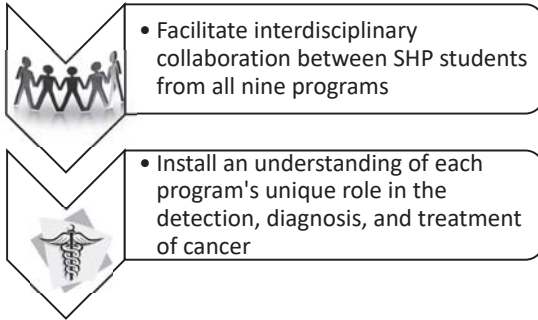 • Facilitate interdisciplinary
collaboration between SHP students
from all nine programs
• Install an understanding of each
program's unique role in the
detection, diagnosis, and treatment
of cancer